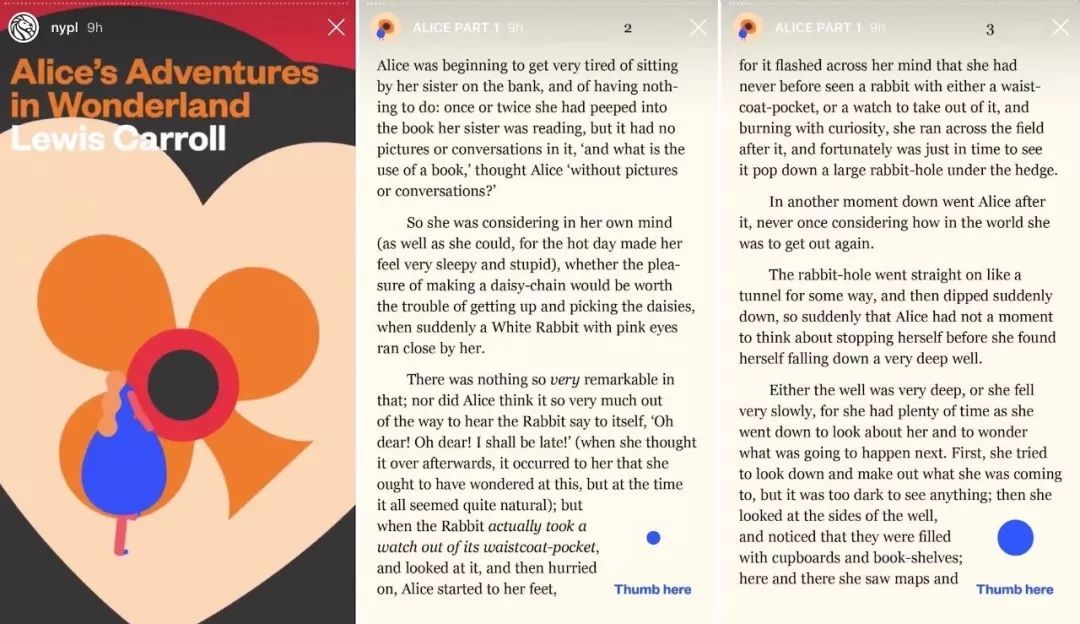 nypl 9h
Alice's Adventures
in Wonderland
Lewis Carroll
ALICE PART 1 9h
2
Alice was beginning to get very tired of sitting
by her sister on the bank, and of having noth-
ing to do: once or twice she had peeped into
the book her sister was reading, but it had no
pictures or conversations in it, ‘and what is the
use of a book,’ thought Alice ‘without pictures
or conversations?’
So she was considering in her own mind
(as well as she could, for the hot day made her
feel very sleepy and stupid), whether the plea-
sure of making a daisy-chain would be worth
the trouble of getting up and picking the daisies,
when suddenly a White Rabbit with pink eyes
ran close by her.
There was nothing so very remarkable in
that; nor did Alice think it so very much out
of the way to hear the Rabbit say to itself, ‘Oh
dear! Oh dear! I shall be late!’ (when she thought
it over afterwards, it occurred to her that she
ought to have wondered at this, but at the time
it all seemed quite natural); but
when the Rabbit actually took a
watch out of its waistcoat-pocket,
and looked at it, and then hurried
on, Alice started to her feet,
Thumb here
ALICE PART 1 9h
3
for it flashed across her mind that she had
never before seen a rabbit with either a waist-
coat-pocket, or a watch to take out of it, and
burning with curiosity, she ran across the field
after it, and fortunately was just in time to see
it pop down a large rabbit-hole under the hedge.
In another moment down went Alice after
it, never once considering how in the world she
was to get out again.
The rabbit-hole went straight on like a
tunnel for some way, and then dipped suddenly
down, so suddenly that Alice had not a moment
to think about stopping herself before she found
herself falling down a very deep well.
Either the well was very deep, or she fell
very slowly, for she had plenty of time as she
went down to look about her and to wonder
what was going to happen next. First, she tried
to look down and make out what she was coming
to, but it was too dark to see anything; then she
looked at the sides of the well,
and noticed that they were filled
with cupboards and book-shelves;
here and there she saw maps and
Thumb here